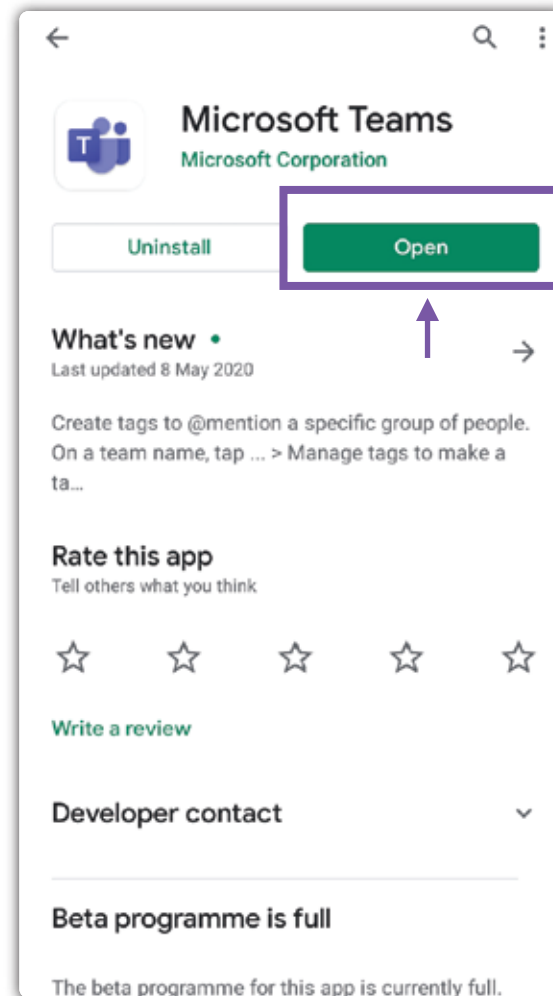 Microsoft Teams
Microsoft Corporation
T
Uninstall
Open
What's new •
Last updated 8 May 2020
Create tags to @mention a specific group of people.
On a team name, tap ... > Manage tags to make a
ta...
Rate this app
Tell others what you think
Write a review
Developer contact
Beta programme is full
The beta programme for this app is currently full.